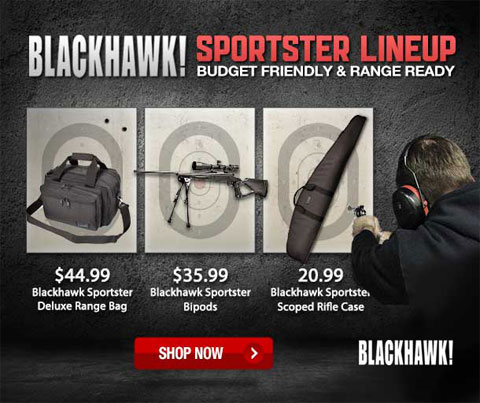 BLACKHAWK! SPORTSTER LINEUP
BUDGET FRIENDLY & RANGE READY
$44.99
Blackhawk Sportster
Deluxe Range Bag
$35.99
Blackhawk Sportster
Bipods
20.99
Blackhawk Sportster
Scoped Rifle Case
SHOP NOW
BLACKHAWK!